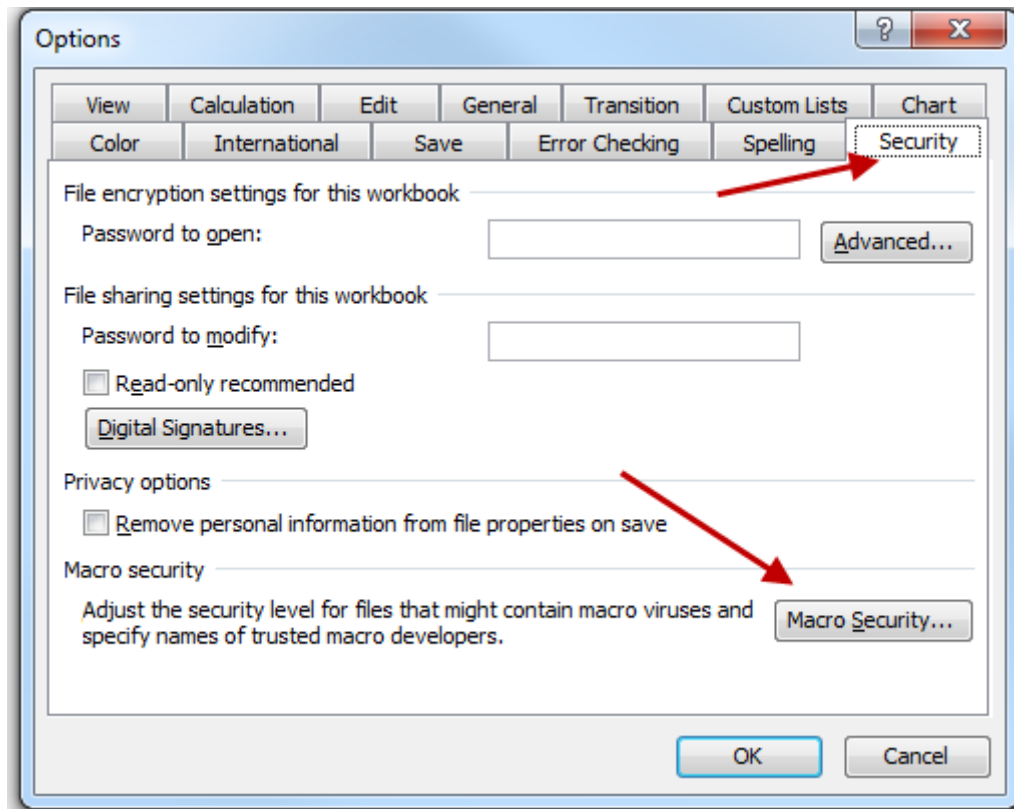 Options
View Calculation Edit General Transition Custom Lists Chart
Color International Save Error Checking Spelling Security
File encryption settings for this workbook
Password to open:
Advanced...
File sharing settings for this workbook
Password to modify:
Read-only recommended
Digital Signatures...
Privacy options
Remove personal information from file properties on save
Macro security
Adjust the security level for files that might contain macro viruses and
specify names of trusted macro developers.
Macro Security...
OK Cancel